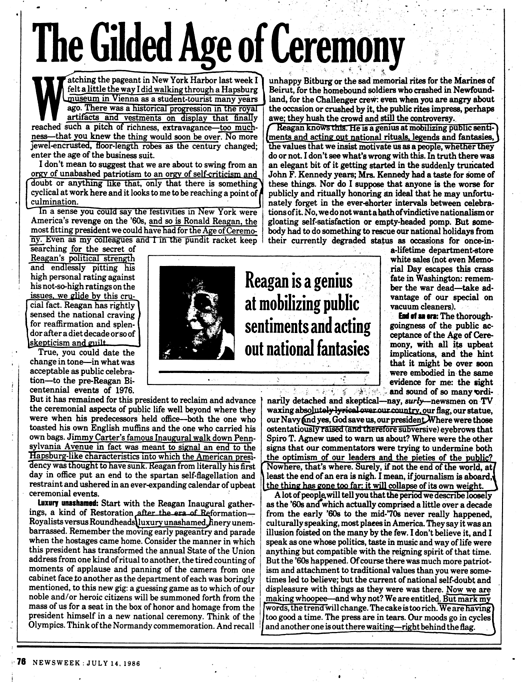 The Gilded Age of Ceremony
Watching the pageant in New York Harbor last week I
felt a little the way I did walking through a Hapsburg
museum in Vienna as a student-tourist many years
ago. There was a historical progression in the royal
artifacts and vestments on display that finally
reached such a pitch of richness, extravagance—too much-
ness—that you knew the thing would soon be over. No more
jewel-encrusted, floor-length robes as the century changed;
enter the age of the business suit.
I don't mean to suggest that we are about to swing from an
orgy of unabashed patriotism to an orgy of self-criticism and
doubt or anything like that, only that there is something
cyclical at work here and it looks to me to be reaching a point of
culmination.
In a sense you could say the festivities in New York were
America's revenge on the '60s, and so is Ronald Reagan, the
most fitting president we could have had for the Age of Ceremo-
ny. Even as my colleagues and I in the pundit racket keep
searching for the secret of
Reagan's political strength
and endlessly pitting his
high personal rating against
his not-so-high ratings on the
issues, we glide by this cru-
cial fact. Reagan has rightly
sensed the national craving
for reaffirmation and splen-
dor after a diet decade or so of
skepticism and guilt.
True, you could date the
change in tone—in what was
acceptable as public celebra-
tion—to the pre-Reagan Bi-
centennial events of 1976.
But it has remained for this president to reclaim and advance
the ceremonial aspects of public life well beyond where they
were when his predecessors held office—both the one who
toasted his own English muffins and the one who carried his
own bags. Jimmy Carter's famous Inaugural walk down Penn-
sylvania Avenue in fact was meant to signal an end to the
Hapsburg-like characteristics into which the American presi-
dency was thought to have sunk. Reagan from literally his first
day in office put an end to the spartan self-flagellation and
restraint and ushered in an ever-expanding calendar of upbeat
ceremonial events.
Luxury unashamed: Start with the Reagan Inaugural gather-
ings, a kind of Restoration after the era of Reformation—
Royalists versus Roundheads, luxury unashamed, finery unem-
barrassed. Remember the moving early pageantry and parade
when the hostages came home. Consider the manner in which
this president has transformed the annual State of the Union
address from one kind of ritual to another, the tired counting of
moments of applause and panning of the camera from one
cabinet face to another as the department of each was boringly
mentioned, to this new gig: a guessing game as to which of our
noble and/or heroic citizens will be summoned forth from the
mass of us for a seat in the box of honor and homage from the
president himself in a new national ceremony. Think of the
Olympics. Think of the Normandy commemoration. And recall
unhappy Bitburg or the sad memorial rites for the Marines of
Beirut, for the homebound soldiers who crashed in Newfound-
land, for the Challenger crew: even when you are angry about
the occasion or crushed by it, the public rites impress, perhaps
awe; they hush the crowd and still the controversy.
Reagan knows this. He is a genius at mobilizing public senti-
ments and acting out national rituals, legends and fantasies,
the values that we insist motivate us as a people, whether they
do or not. I don't see what's wrong with this. In truth there was
an elegant bit of it getting started in the suddenly truncated
John F. Kennedy years; Mrs. Kennedy had a taste for some of
these things. Nor do I suppose that anyone is the worse for
publicly and ritually honoring an ideal that he may unfortu-
nately forget in the ever-shorter intervals between celebra-
tions of it. No, we do not want a bath of vindictive nationalism or
gloating self-satisfaction or empty-headed pomp. But some-
body had to do something to rescue our national holidays from
their currently degraded status as occasions for once-in-
a-lifetime department-store
white sales (not even Memo-
rial Day escapes this crass
fate in Washington: remem-
ber the war dead—take ad-
vantage of our special on
vacuum cleaners).
End of an era: The thorough-
goingness of the public ac-
ceptance of the Age of Cere-
mony, with all its upbeat
implications, and the hint
that it might be over soon
were embodied in the same
evidence for me: the sight
and sound of so many ordi-
narily detached and skeptical—nay, surly—newsmen on TV
waxing absolutely lyrical over our country, our flag, our statue,
our Navy (and yes, God save us, our president). Where were those
ostentatiously raised (and therefore subversive) eyebrows that
Spiro T. Agnew used to warn us about? Where were the other
signs that our commentators were trying to undermine both
the optimism of our leaders and the pieties of the public?
Nowhere, that's where. Surely, if not the end of the world, at
least the end of an era is nigh. I mean, if journalism is aboard,
the thing has gone too far; it will collapse of its own weight.
A lot of people will tell you that the period we describe loosely
as the '60s and which actually comprised a little over a decade
from the early '60s to the mid-'70s never really happened,
culturally speaking, most places in America. They say it was an
illusion foisted on the many by the few. I don't believe it, and I
speak as one whose politics, taste in music and way of life were
anything but compatible with the reigning spirit of that time.
But the '60s happened. Of course there was much more patriot-
ism and attachment to traditional values than you were some-
times led to believe; but the current of national self-doubt and
displeasure with things as they were was there. Now we are
making whoopee—and why not? We are entitled. But mark my
words, the trend will change. The cake is too rich. We are having
too good a time. The press are in tears. Our moods go in cycles
and another one is out there waiting—right behind the flag.
Reagan is a genius
at mobilizing public
sentiments and acting
out national fantasies
76 NEWSWEEK : JULY 14, 1986